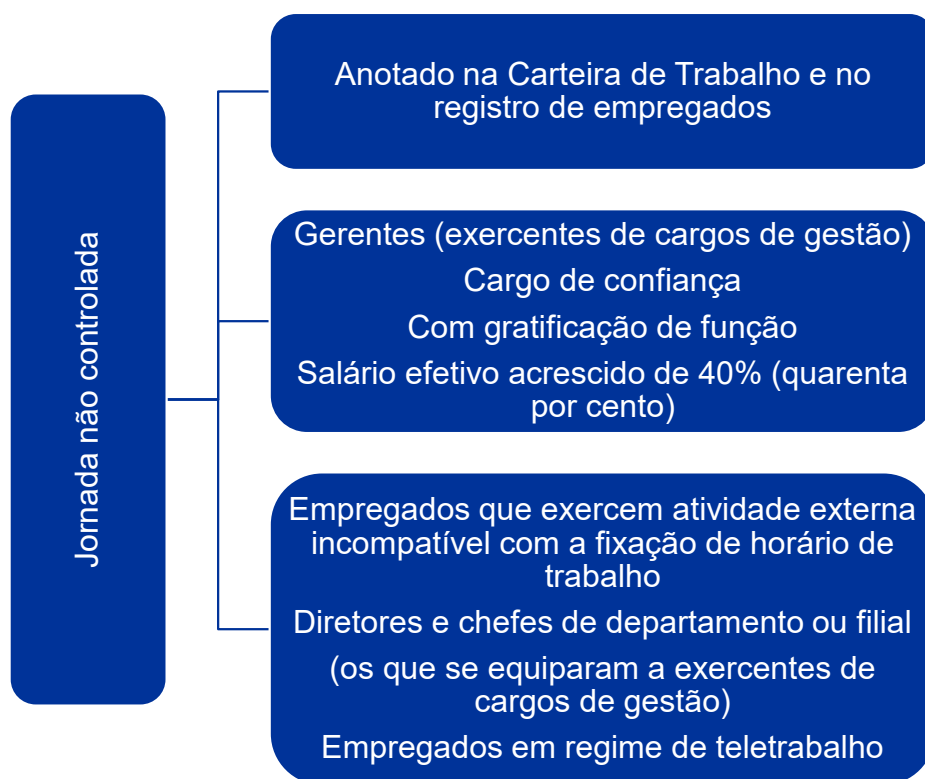 Jornada não controlada
Anotado na Carteira de Trabalho e no
registro de empregados
Gerentes (exercentes de cargos de gestão)
Cargo de confiança
Com gratificação de função
Salário efetivo acrescido de 40% (quarenta
por cento)
Empregados que exercem atividade externa
incompatível com a fixação de horário de
trabalho
Diretores e chefes de departamento ou filial
(os que se equiparam a exercentes de
cargos de gestão)
Empregados em regime de teletrabalho